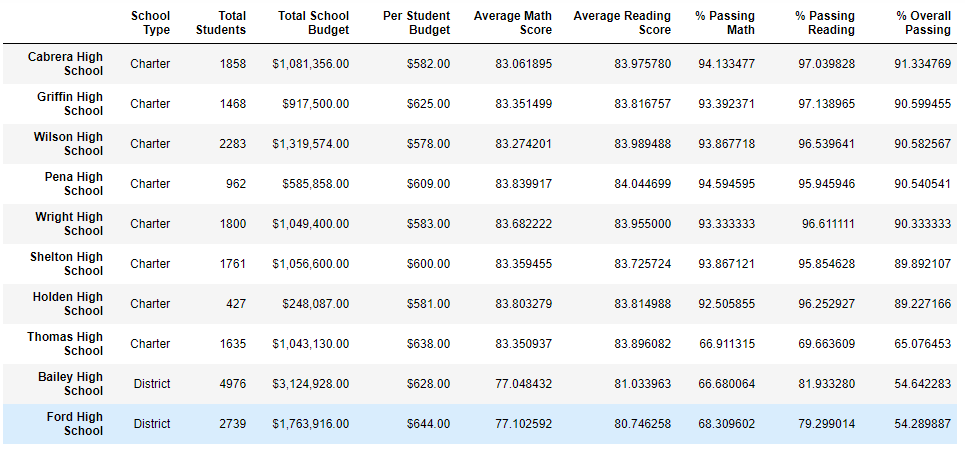 School Type Total Students Total School Budget Per Student Budget Average Math Score Average Reading Score % Passing Math % Passing Reading % Overall Passing
Cabrera High School Charter 1858 $1,081,356.00 $582.00 83.061895 83.975780 94.133477 97.039828 91.334769
Griffin High School Charter 1468 $917,500.00 $625.00 83.351499 83.816757 93.392371 97.138965 90.599455
Wilson High School Charter 2283 $1,319,574.00 $578.00 83.274201 83.989488 93.867718 96.539641 90.582567
Pena High School Charter 962 $585,858.00 $609.00 83.839917 84.044699 94.594595 95.945946 90.540541
Wright High School Charter 1800 $1,049,400.00 $583.00 83.682222 83.955000 93.333333 96.611111 90.333333
Shelton High School Charter 1761 $1,056,600.00 $600.00 83.359455 83.725724 93.867121 95.854628 89.892107
Holden High School Charter 427 $248,087.00 $581.00 83.803279 83.814988 92.505855 96.252927 89.227166
Thomas High School Charter 1635 $1,043,130.00 $638.00 83.350937 83.896082 66.911315 69.663609 65.076453
Bailey High School District 4976 $3,124,928.00 $628.00 77.048432 81.033963 66.680064 81.933280 54.642283
Ford High School District 2739 $1,763,916.00 $644.00 77.102592 80.746258 68.309602 79.299014 54.289887